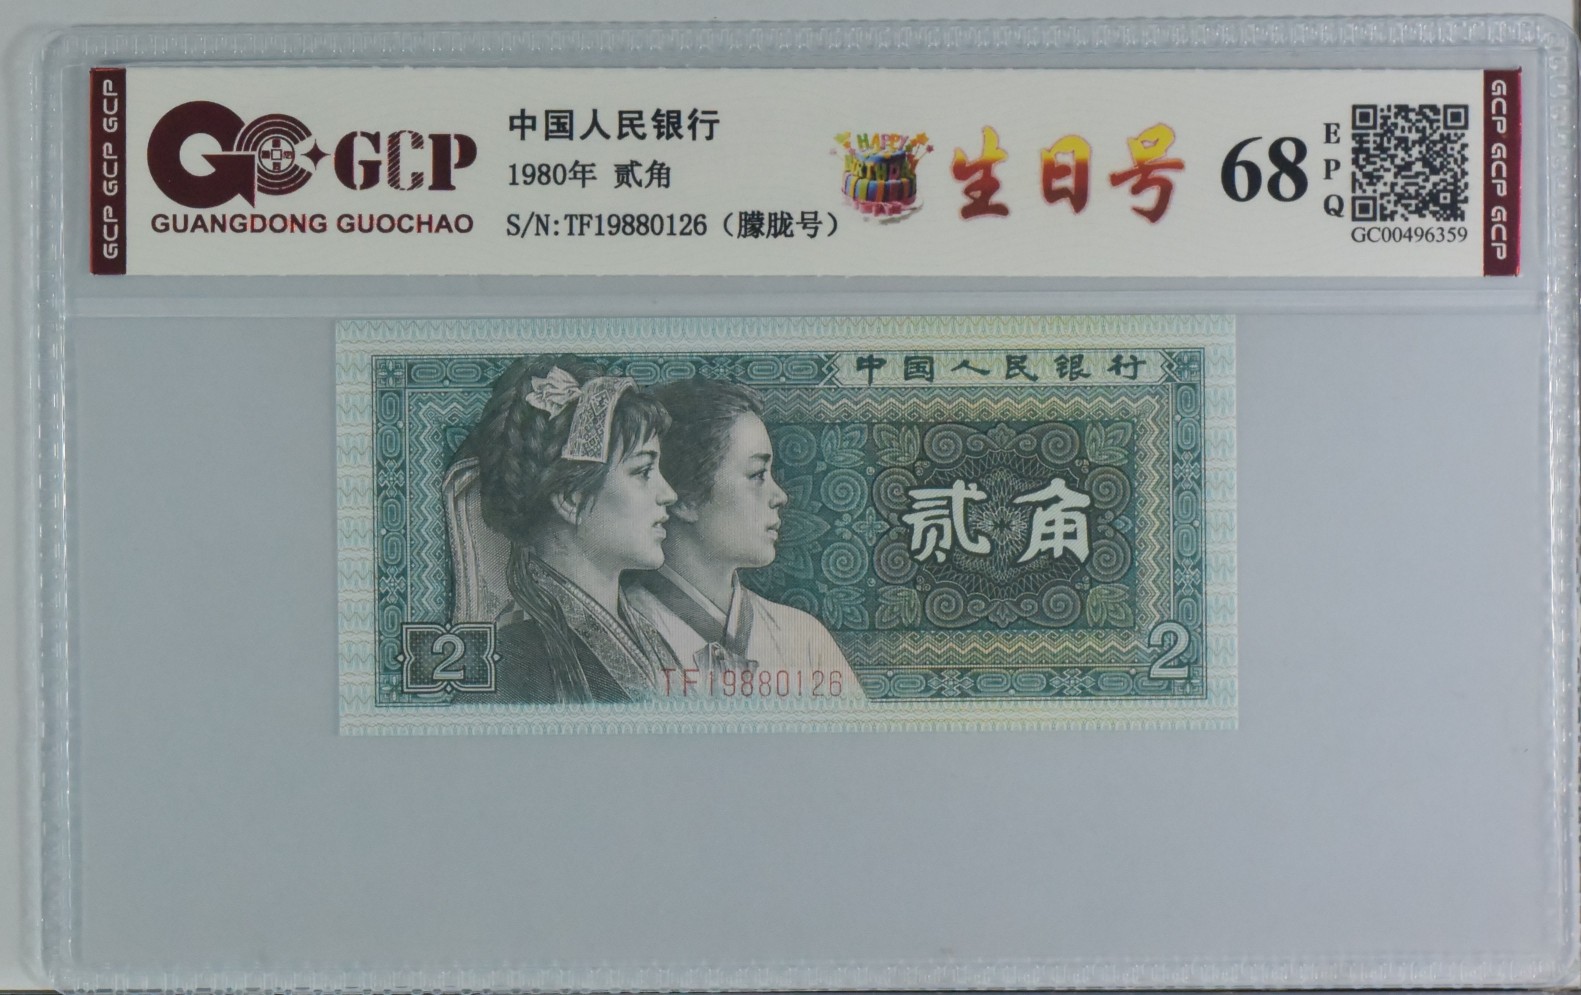 GCP GCP GCP
GCP
GUANGDONG GUOCHAO
中国人民银行
1980年 贰角
S/N:TF19880126（朦胧号）
HAPPY
BIRTHDAY
生日号
68
EPQ
GC00496359
GCP GCP GCP
中国人民银行
贰角
2
2
TF19880126